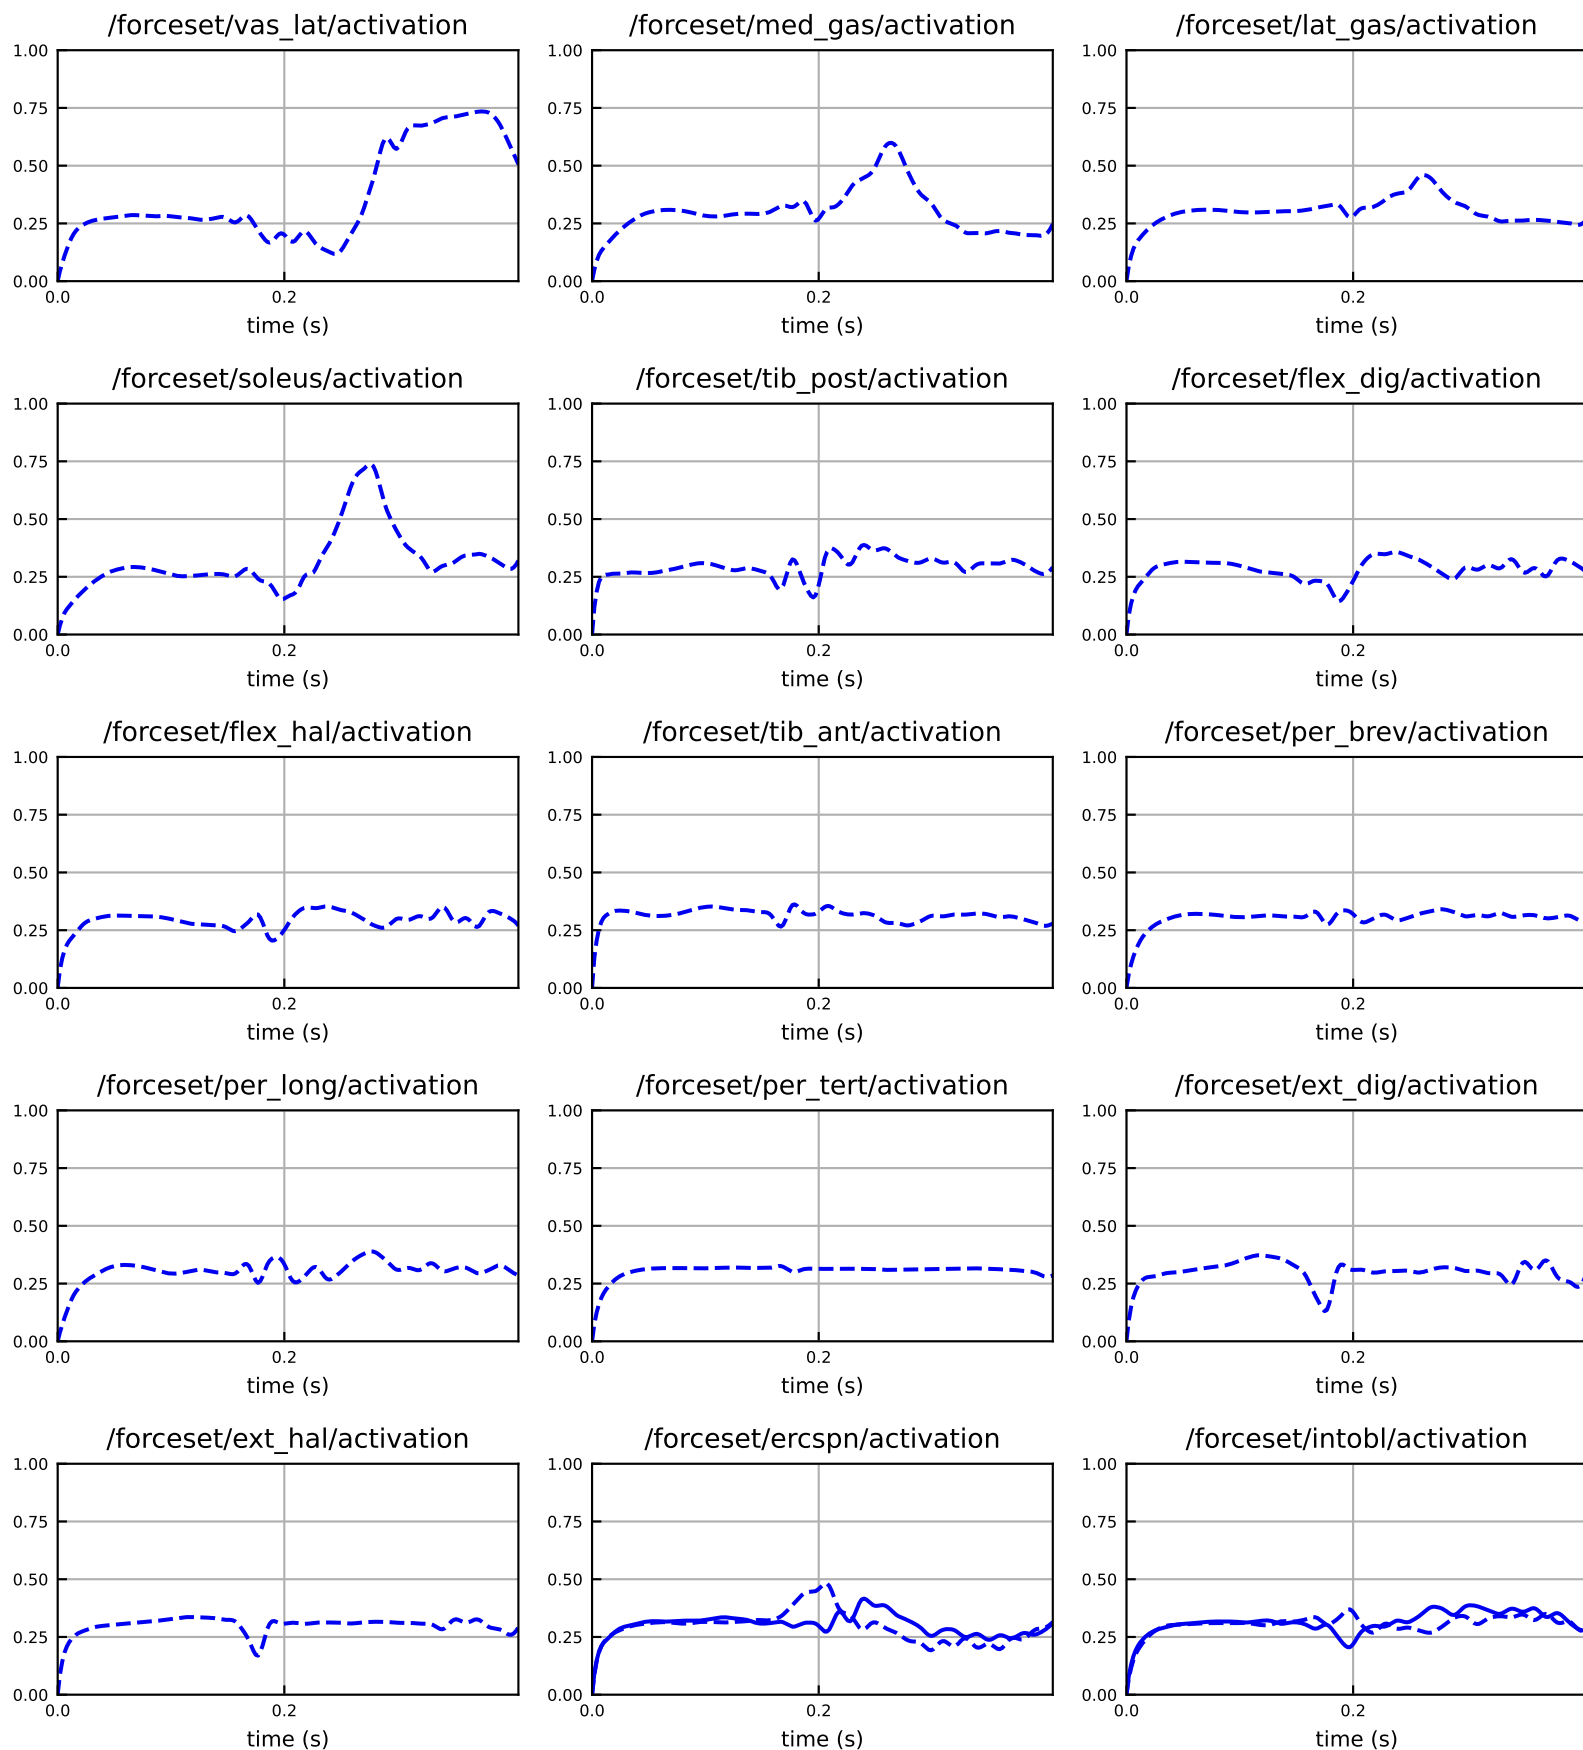 /forceset/vas_lat/activation /forceset/med_gas/activation /forceset/lat_gas/activation
1.00 1.00 1.00
0.75 0.75 0.75
0.50 0.50 0.50
0.25 0.25 0.25
0.00 0.00 0.00
0.0 0.2 0.0 0.2 0.0 0.2
time (s) time (s) time (s)
/forceset/soleus/activation /forceset/tib_post/activation /forceset/flex_dig/activation
1.00 1.00 1.00
0.75 0.75 0.75
0.50 0.50 0.50
0.25 0.25 0.25
0.00 0.00 0.00
0.0 0.2 0.0 0.2 0.0 0.2
time (s) time (s) time (s)
/forceset/flex_hal/activation /forceset/tib_ant/activation /forceset/per_brev/activation
1.00 1.00 1.00
0.75 0.75 0.75
0.50 0.50 0.50
0.25 0.25 0.25
0.00 0.00 0.00
0.0 0.2 0.0 0.2 0.0 0.2
time (s) time (s) time (s)
/forceset/per_long/activation /forceset/per_tert/activation /forceset/ext_dig/activation
1.00 1.00 1.00
0.75 0.75 0.75
0.50 0.50 0.50
0.25 0.25 0.25
0.00 0.00 0.00
0.0 0.2 0.0 0.2 0.0 0.2
time (s) time (s) time (s)
/forceset/ext_hal/activation /forceset/ercspn/activation /forceset/intobl/activation
1.00 1.00 1.00
0.75 0.75 0.75
0.50 0.50 0.50
0.25 0.25 0.25
0.00 0.00 0.00
0.0 0.2 0.0 0.2 0.0 0.2
time (s) time (s) time (s)